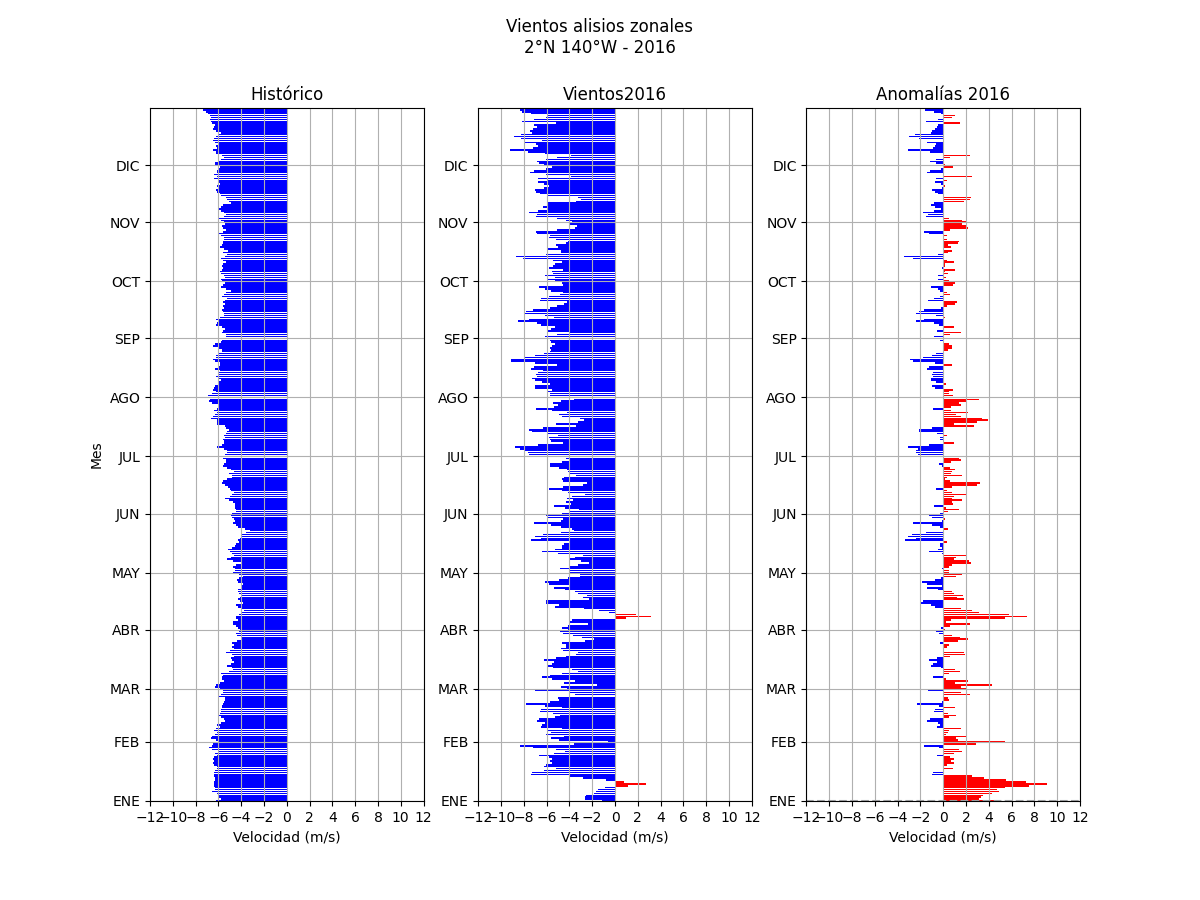 Vientos alisios zonales
2°N 140°W - 2016
Histórico
Vientos2016
Anomalías 2016
DIC
NOV
OCT
SEP
AGO
JUL
JUN
MAY
ABR
MAR
FEB
ENE
DIC
NOV
OCT
SEP
AGO
JUL
JUN
MAY
ABR
MAR
FEB
ENE
DIC
NOV
OCT
SEP
AGO
JUL
JUN
MAY
ABR
MAR
FEB
ENE
Mes
−12 −10 −8 −6 −4 −2 0 2 4 6 8 10 12
−12 −10 −8 −6 −4 −2 0 2 4 6 8 10 12
−12 −10 −8 −6 −4 −2 0 2 4 6 8 10 12
Velocidad (m/s)
Velocidad (m/s)
Velocidad (m/s)